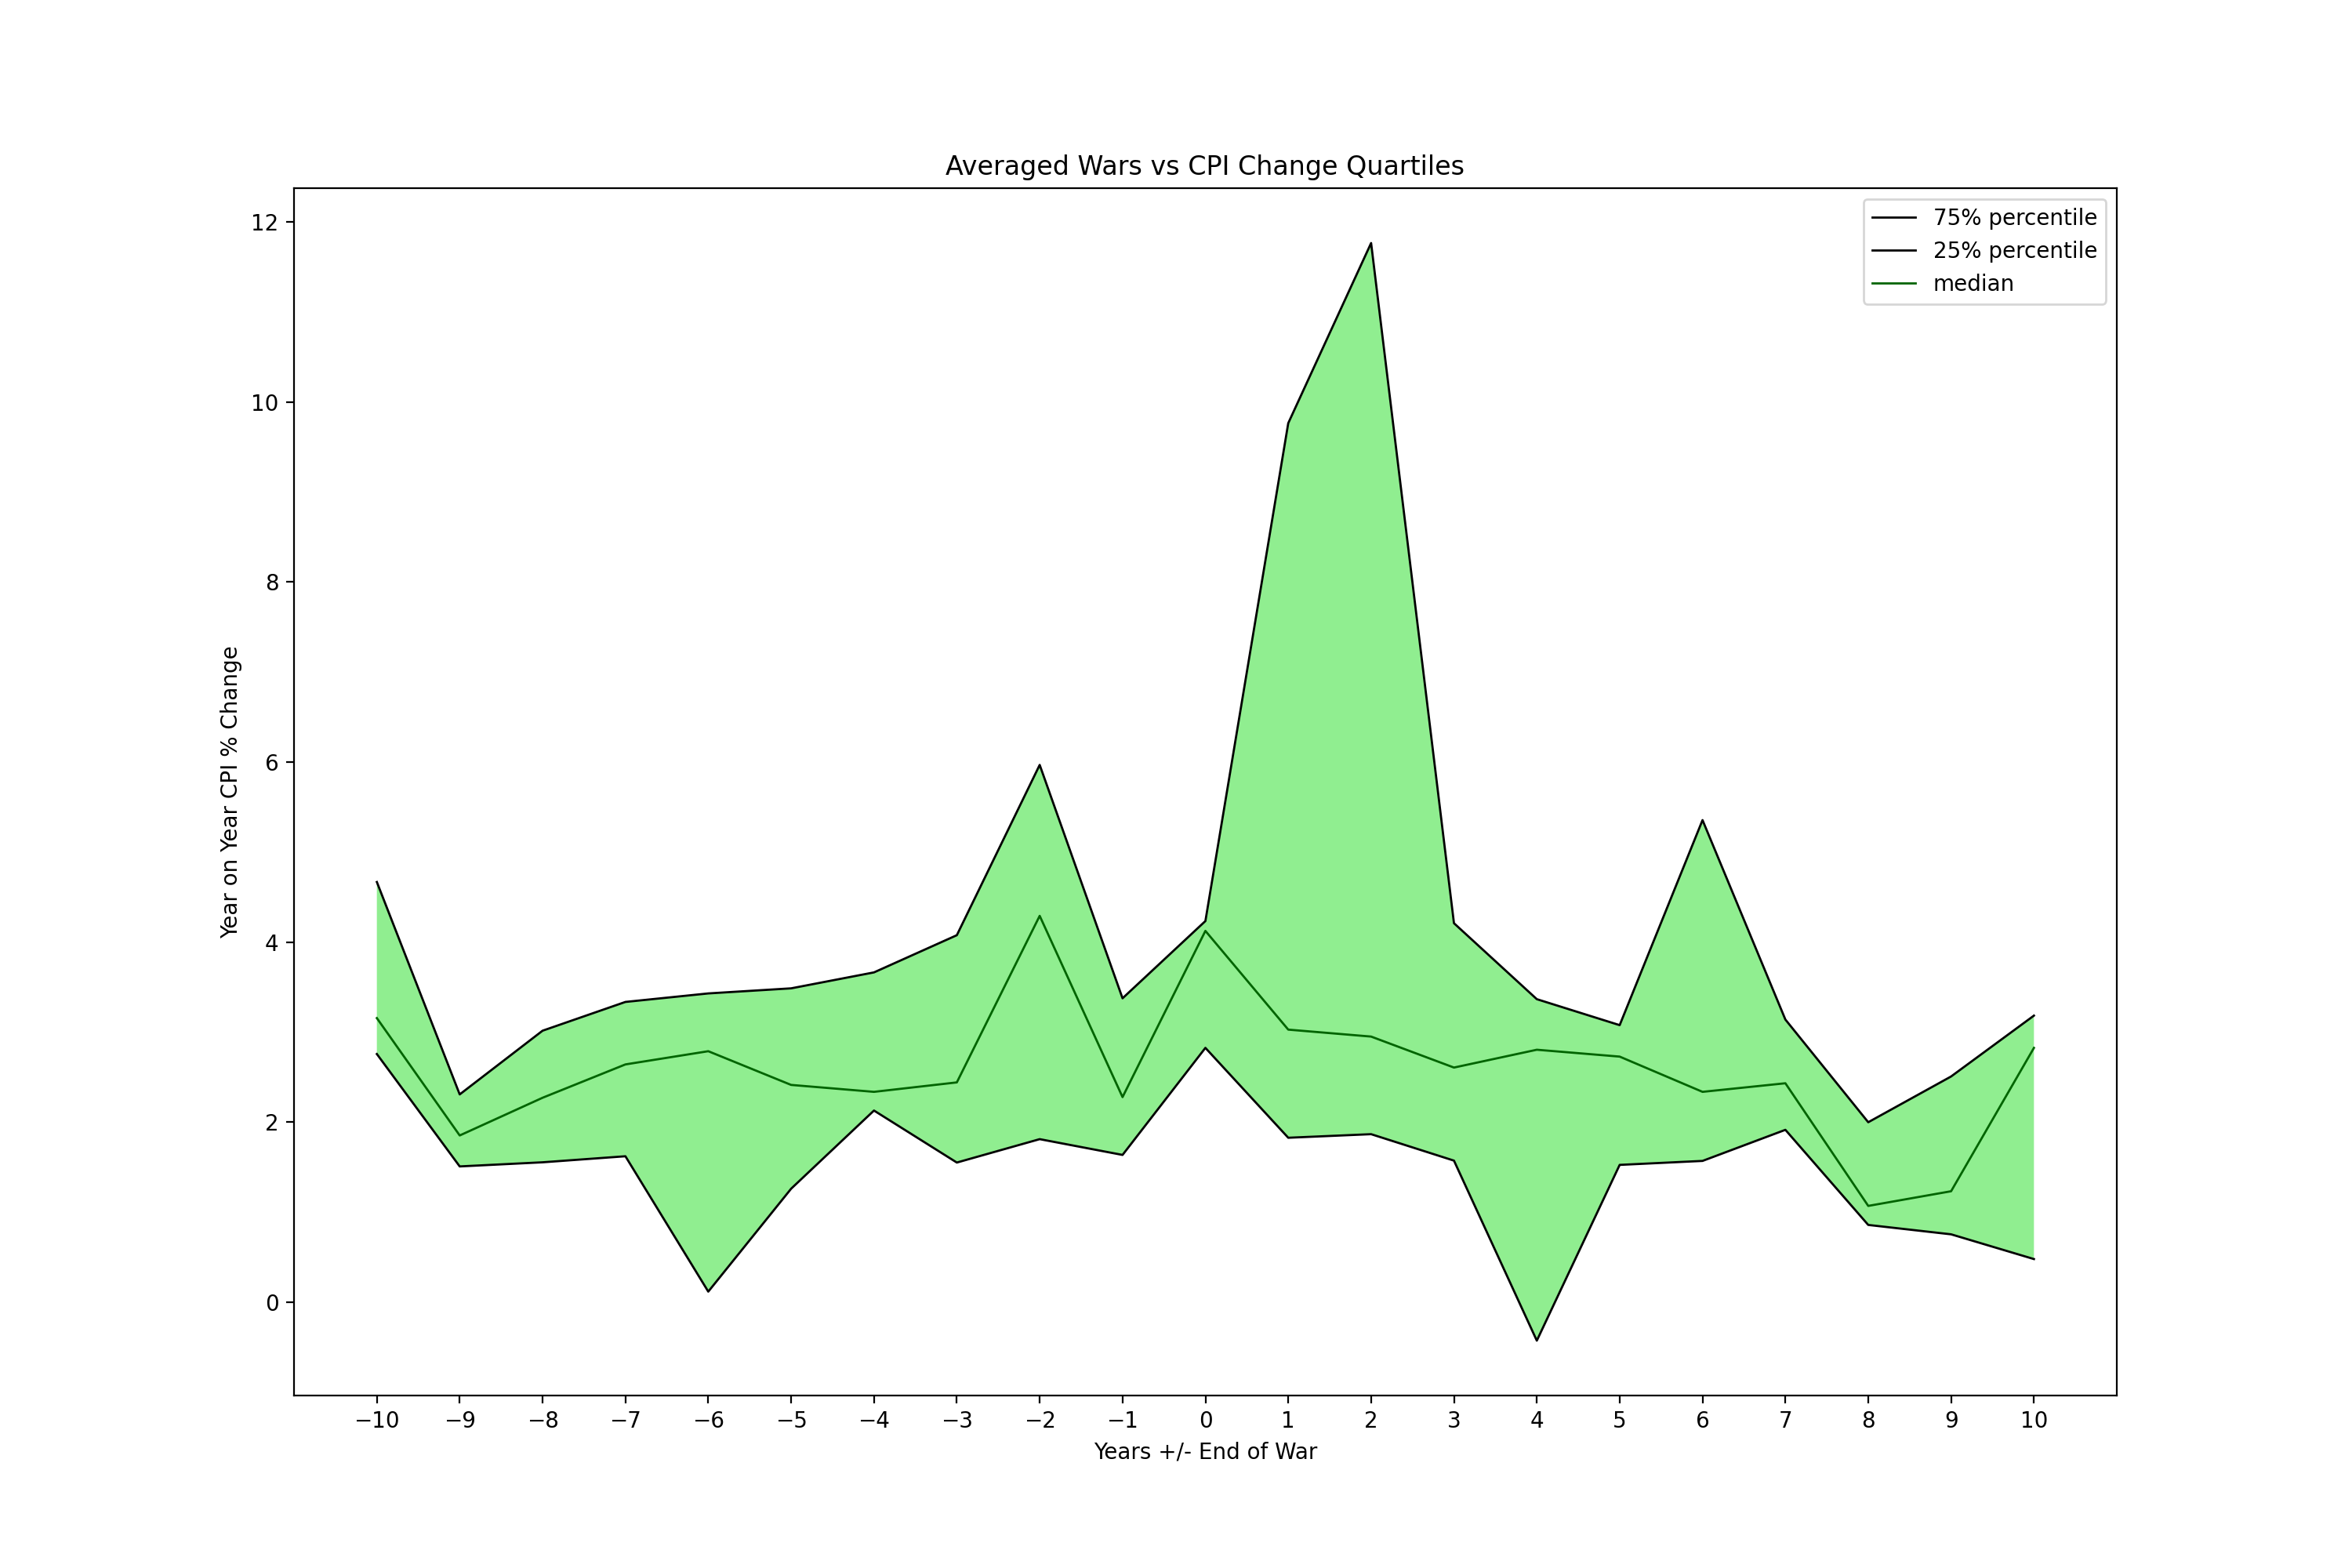 Averaged Wars vs CPI Change Quartiles
12
10
8
6
4
2
0
Year on Year CPI % Change
75% percentile
25% percentile
median
−10 −9 −8 −7 −6 −5 −4 −3 −2 −1 0 1 2 3 4 5 6 7 8 9 10
Years +/- End of War